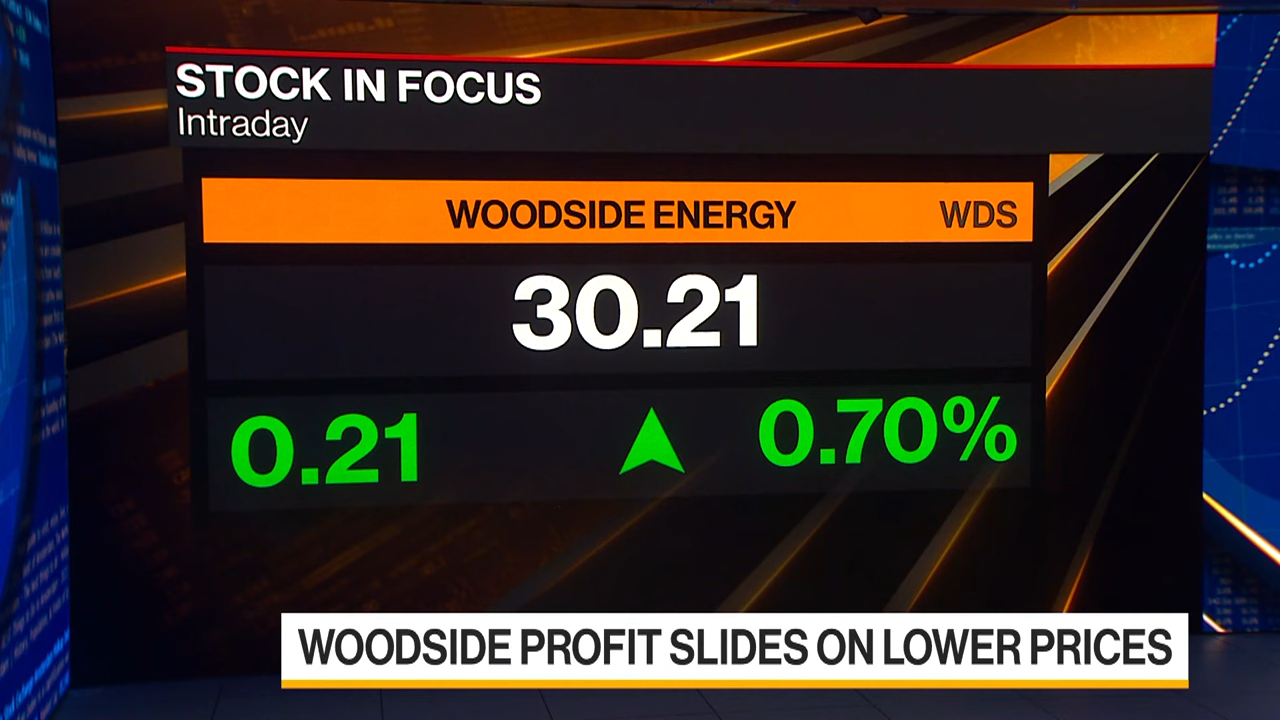 STOCK IN FOCUS
Intraday
WOODSIDE ENERGY WDS
30.21
0.21 0.70%
WOODSIDE PROFIT SLIDES ON LOWER PRICES